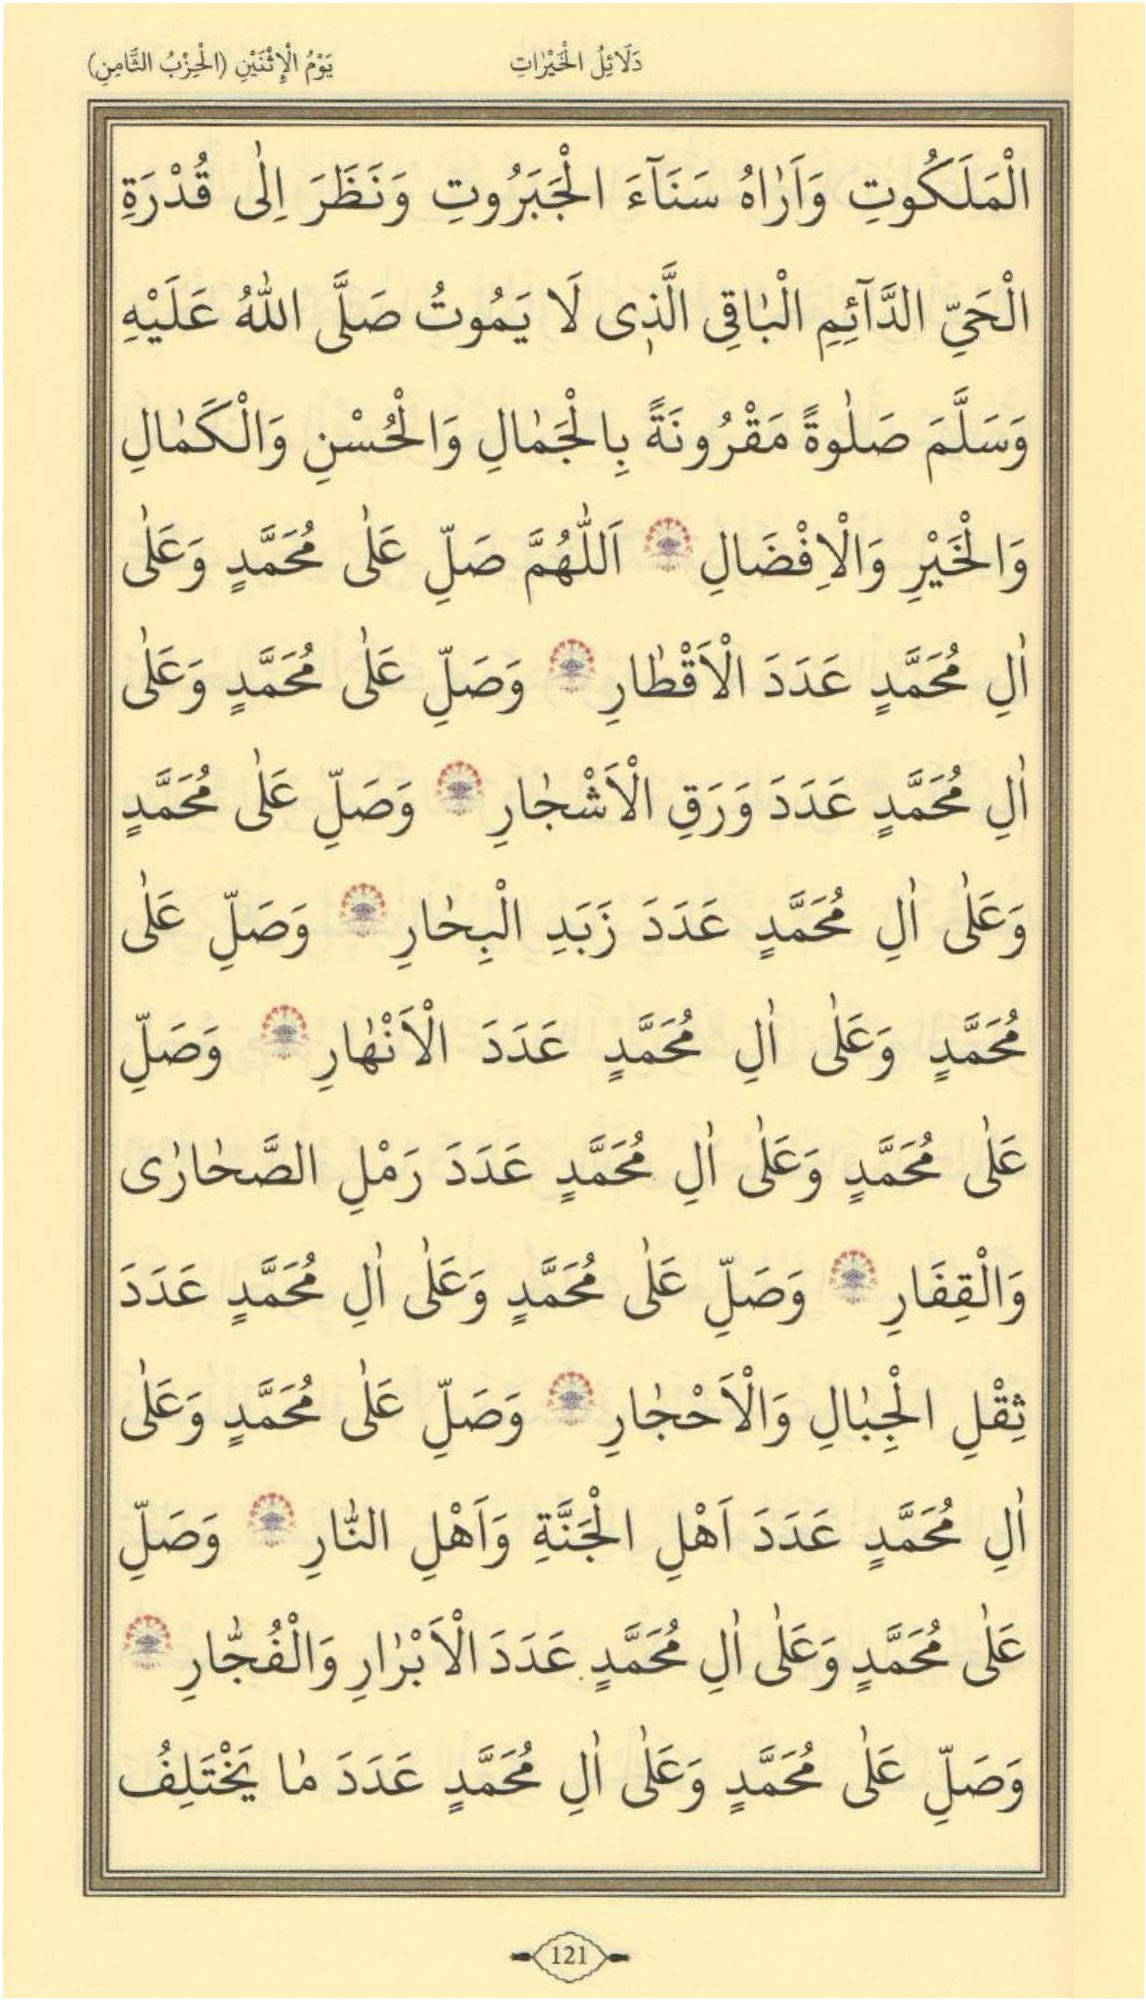 دَلَائِلُ الْخَيْرَاتِ
يَوْمُ الْإِثْنَيْنِ (الْحِزْبُ الثَّامِنِ)
الْمَلَكُوتِ وَاَرٰاهُ سَنَآءَ الْجَبَرُوتِ وَنَظَرَ اِلٰى قُدْرَةِ
الْحَيِّ الدَّآئِمِ الْبٰاقِي الَّذٖى لَا يَمُوتُ صَلَّى اللّٰهُ عَلَيْهِ
وَسَلَّمَ صَلٰوةً مَقْرُونَةً بِالْجَمٰالِ وَالْحُسْنِ وَالْكَمٰالِ
وَالْخَيْرِ وَالْاِفْضَالِ اَللّٰهُمَّ صَلِّ عَلٰى مُحَمَّدٍ وَعَلٰى
اٰلِ مُحَمَّدٍ عَدَدَ الْاَقْطٰارِ وَصَلِّ عَلٰى مُحَمَّدٍ وَعَلٰى
اٰلِ مُحَمَّدٍ عَدَدَ وَرَقِ الْاَشْجٰارِ وَصَلِّ عَلٰى مُحَمَّدٍ
وَعَلٰى اٰلِ مُحَمَّدٍ عَدَدَ زَبَدِ الْبِحٰارِ وَصَلِّ عَلٰى
مُحَمَّدٍ وَعَلٰى اٰلِ مُحَمَّدٍ عَدَدَ الْاَنْهٰارِ وَصَلِّ
عَلٰى مُحَمَّدٍ وَعَلٰى اٰلِ مُحَمَّدٍ عَدَدَ رَمْلِ الصَّحٰارٰى
وَالْقِفَارِ وَصَلِّ عَلٰى مُحَمَّدٍ وَعَلٰى اٰلِ مُحَمَّدٍ عَدَدَ
ثِقْلِ الْجِبٰالِ وَالْاَحْجٰارِ وَصَلِّ عَلٰى مُحَمَّدٍ وَعَلٰى
اٰلِ مُحَمَّدٍ عَدَدَ اَهْلِ الْجَنَّةِ وَاَهْلِ النّٰارِ وَصَلِّ
عَلٰى مُحَمَّدٍ وَعَلٰى اٰلِ مُحَمَّدٍ عَدَدَ الْاَبْرٰارِ وَالْفُجّٰارِ
وَصَلِّ عَلٰى مُحَمَّدٍ وَعَلٰى اٰلِ مُحَمَّدٍ عَدَدَ مٰا يَخْتَلِفُ
121